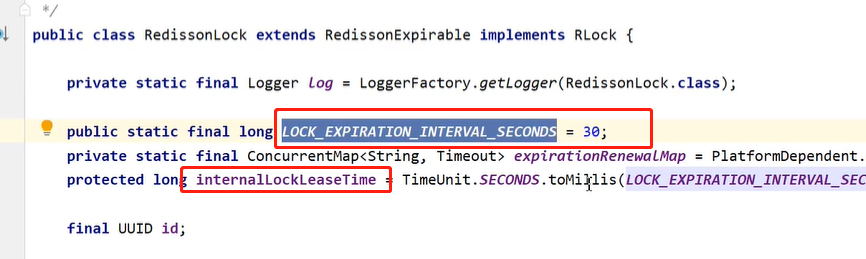 */
public class RedissonLock extends RedissonExpirable implements RLock {
private static final Logger log = LoggerFactory.getLogger(RedissonLock.class);
public static final long LOCK_EXPIRATION_INTERVAL_SECONDS = 30;
private static final ConcurrentMap<String, Timeout> expirationRenewalMap = PlatformDependent.
protected long internalLockLeaseTime = TimeUnit.SECONDS.toMillis(LOCK_EXPIRATION_INTERVAL_SEC
final UUID id;